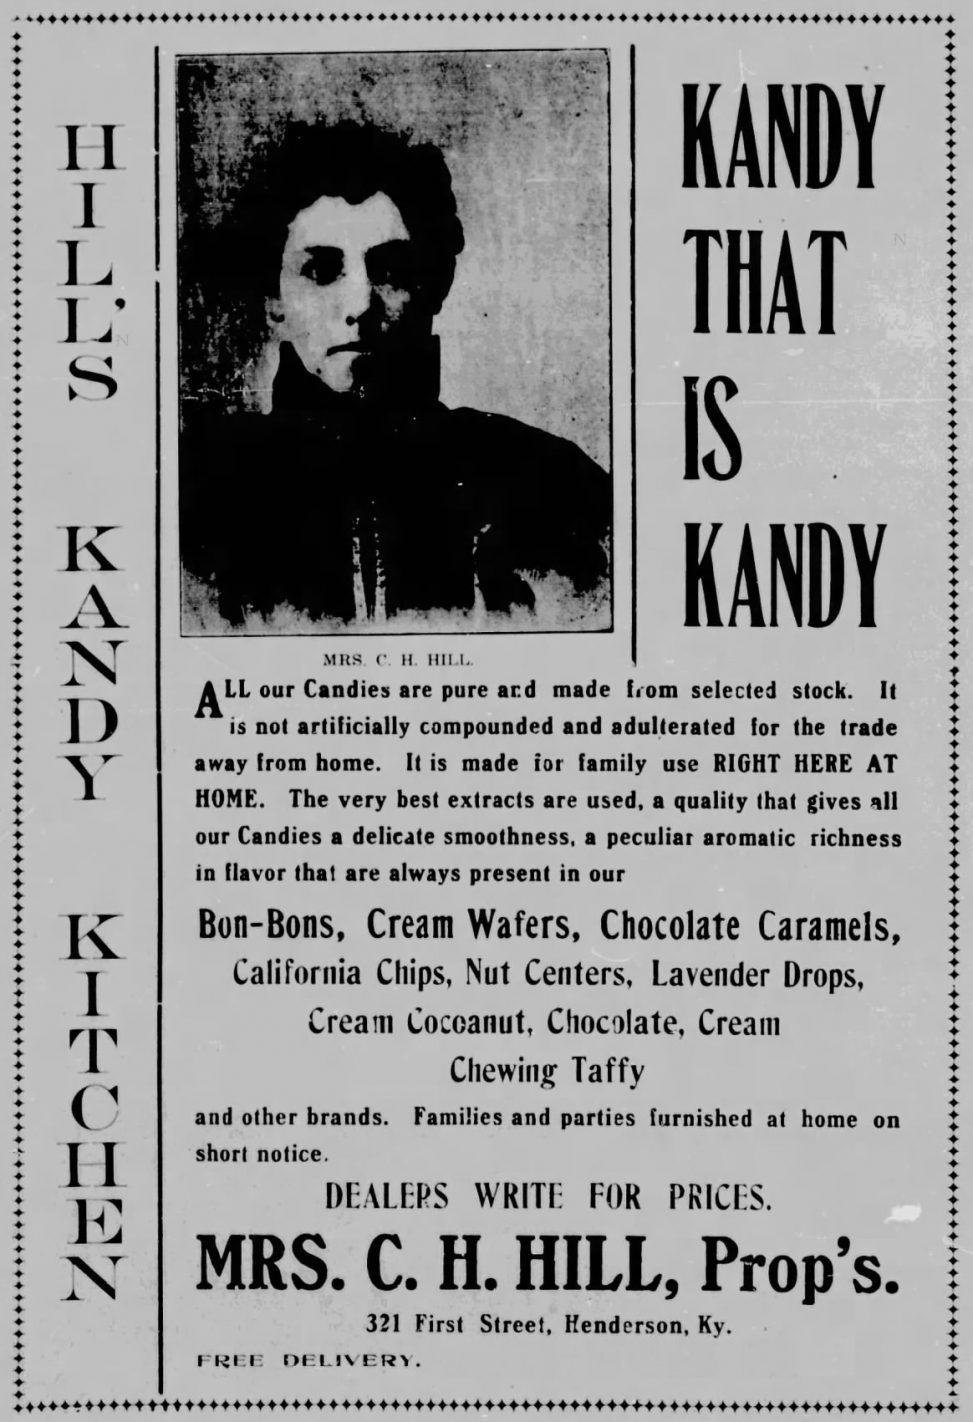 HILL'S
KANDY
KITCHEN
KANDY
THAT
IS
KANDY
MRS. C. H. HILL.
ALL our Candies are pure and made from selected stock. It
is not artificially compounded and adulterated for the trade
away from home. It is made for family use RIGHT HERE AT
HOME. The very best extracts are used, a quality that gives all
our Candies a delicate smoothness, a peculiar aromatic richness
in flavor that are always present in our
Bon-Bons, Cream Wafers, Chocolate Caramels,
California Chips, Nut Centers, Lavender Drops,
Cream Cocoanut, Chocolate, Cream
Chewing Taffy
and other brands. Families and parties furnished at home on
short notice.
DEALERS WRITE FOR PRICES.
MRS. C. H. HILL, Prop's.
321 First Street, Henderson, Ky.
FREE DELIVERY.